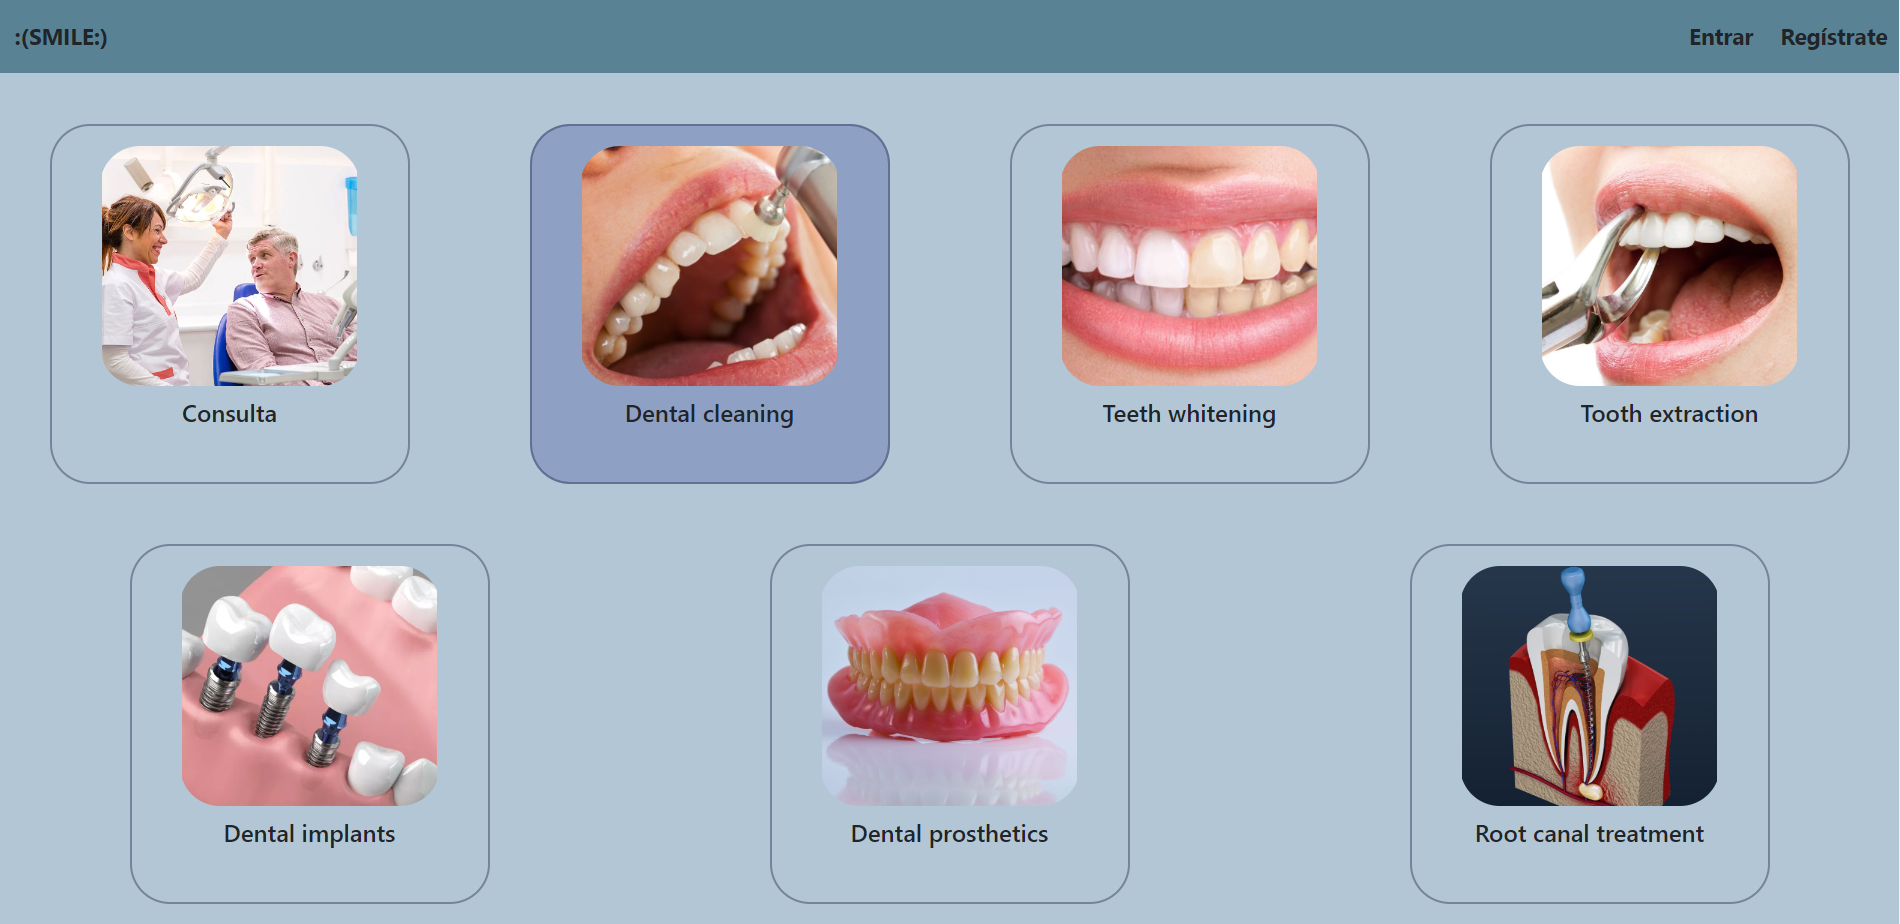 :(SMILE:)
Entrar Regístrate
Consulta
Dental cleaning
Teeth whitening
Tooth extraction
Dental implants
Dental prosthetics
Root canal treatment